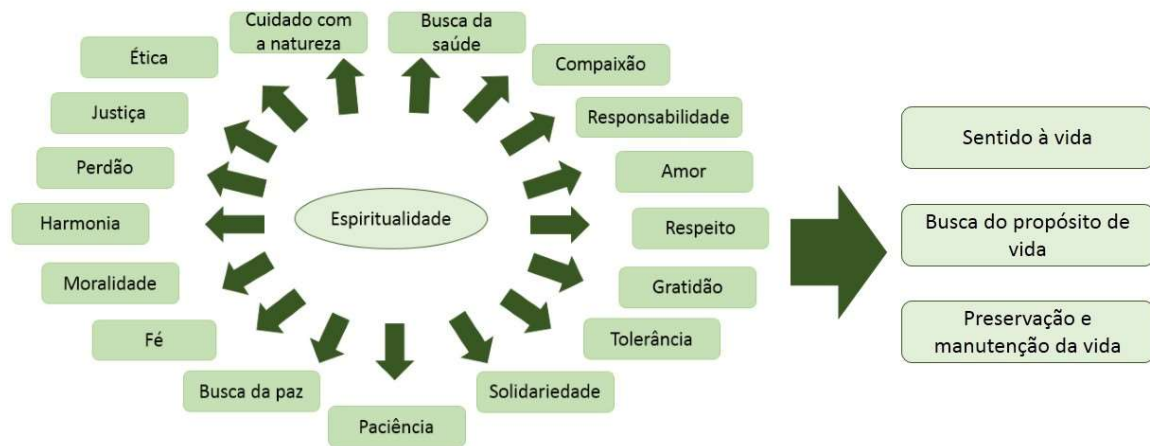 Cuidado com
a natureza
Busca da
saúde
Compaixão
Responsabilidade
Amor
Respeito
Gratidão
Tolerância
Solidariedade
Paciência
Busca da paz
Fé
Moralidade
Harmonia
Perdão
Justiça
Ética
Espiritualidade
Sentido à vida
Busca do propósito de
vida
Preservação e
manutenção da vida